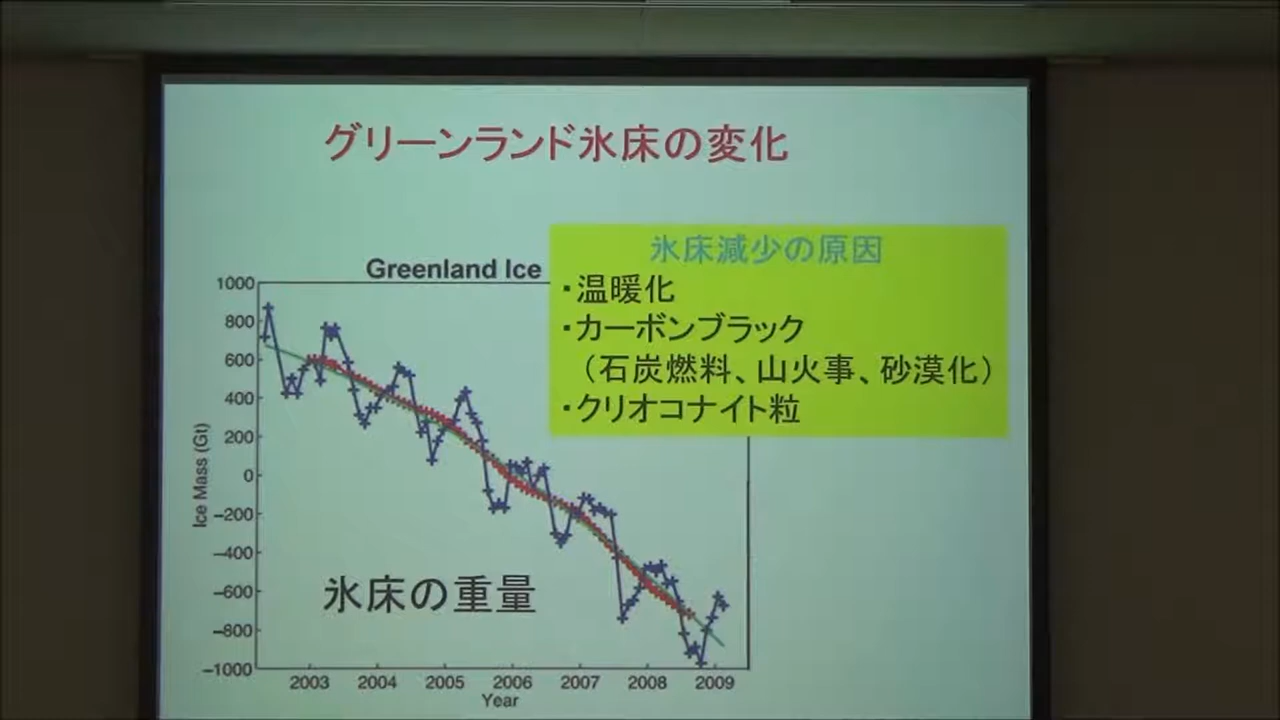 グリーンランド氷床の変化
Greenland Ice
氷床減少の原因
・温暖化
・カーボンブラック
（石炭燃料、山火事、砂漠化）
・クリオコナイト粒
Ice Mass (Gt)
1000
800
600
400
200
0
−200
−400
−600
−800
−1000
氷床の重量
2003 2004 2005 2006 2007 2008 2009
Year